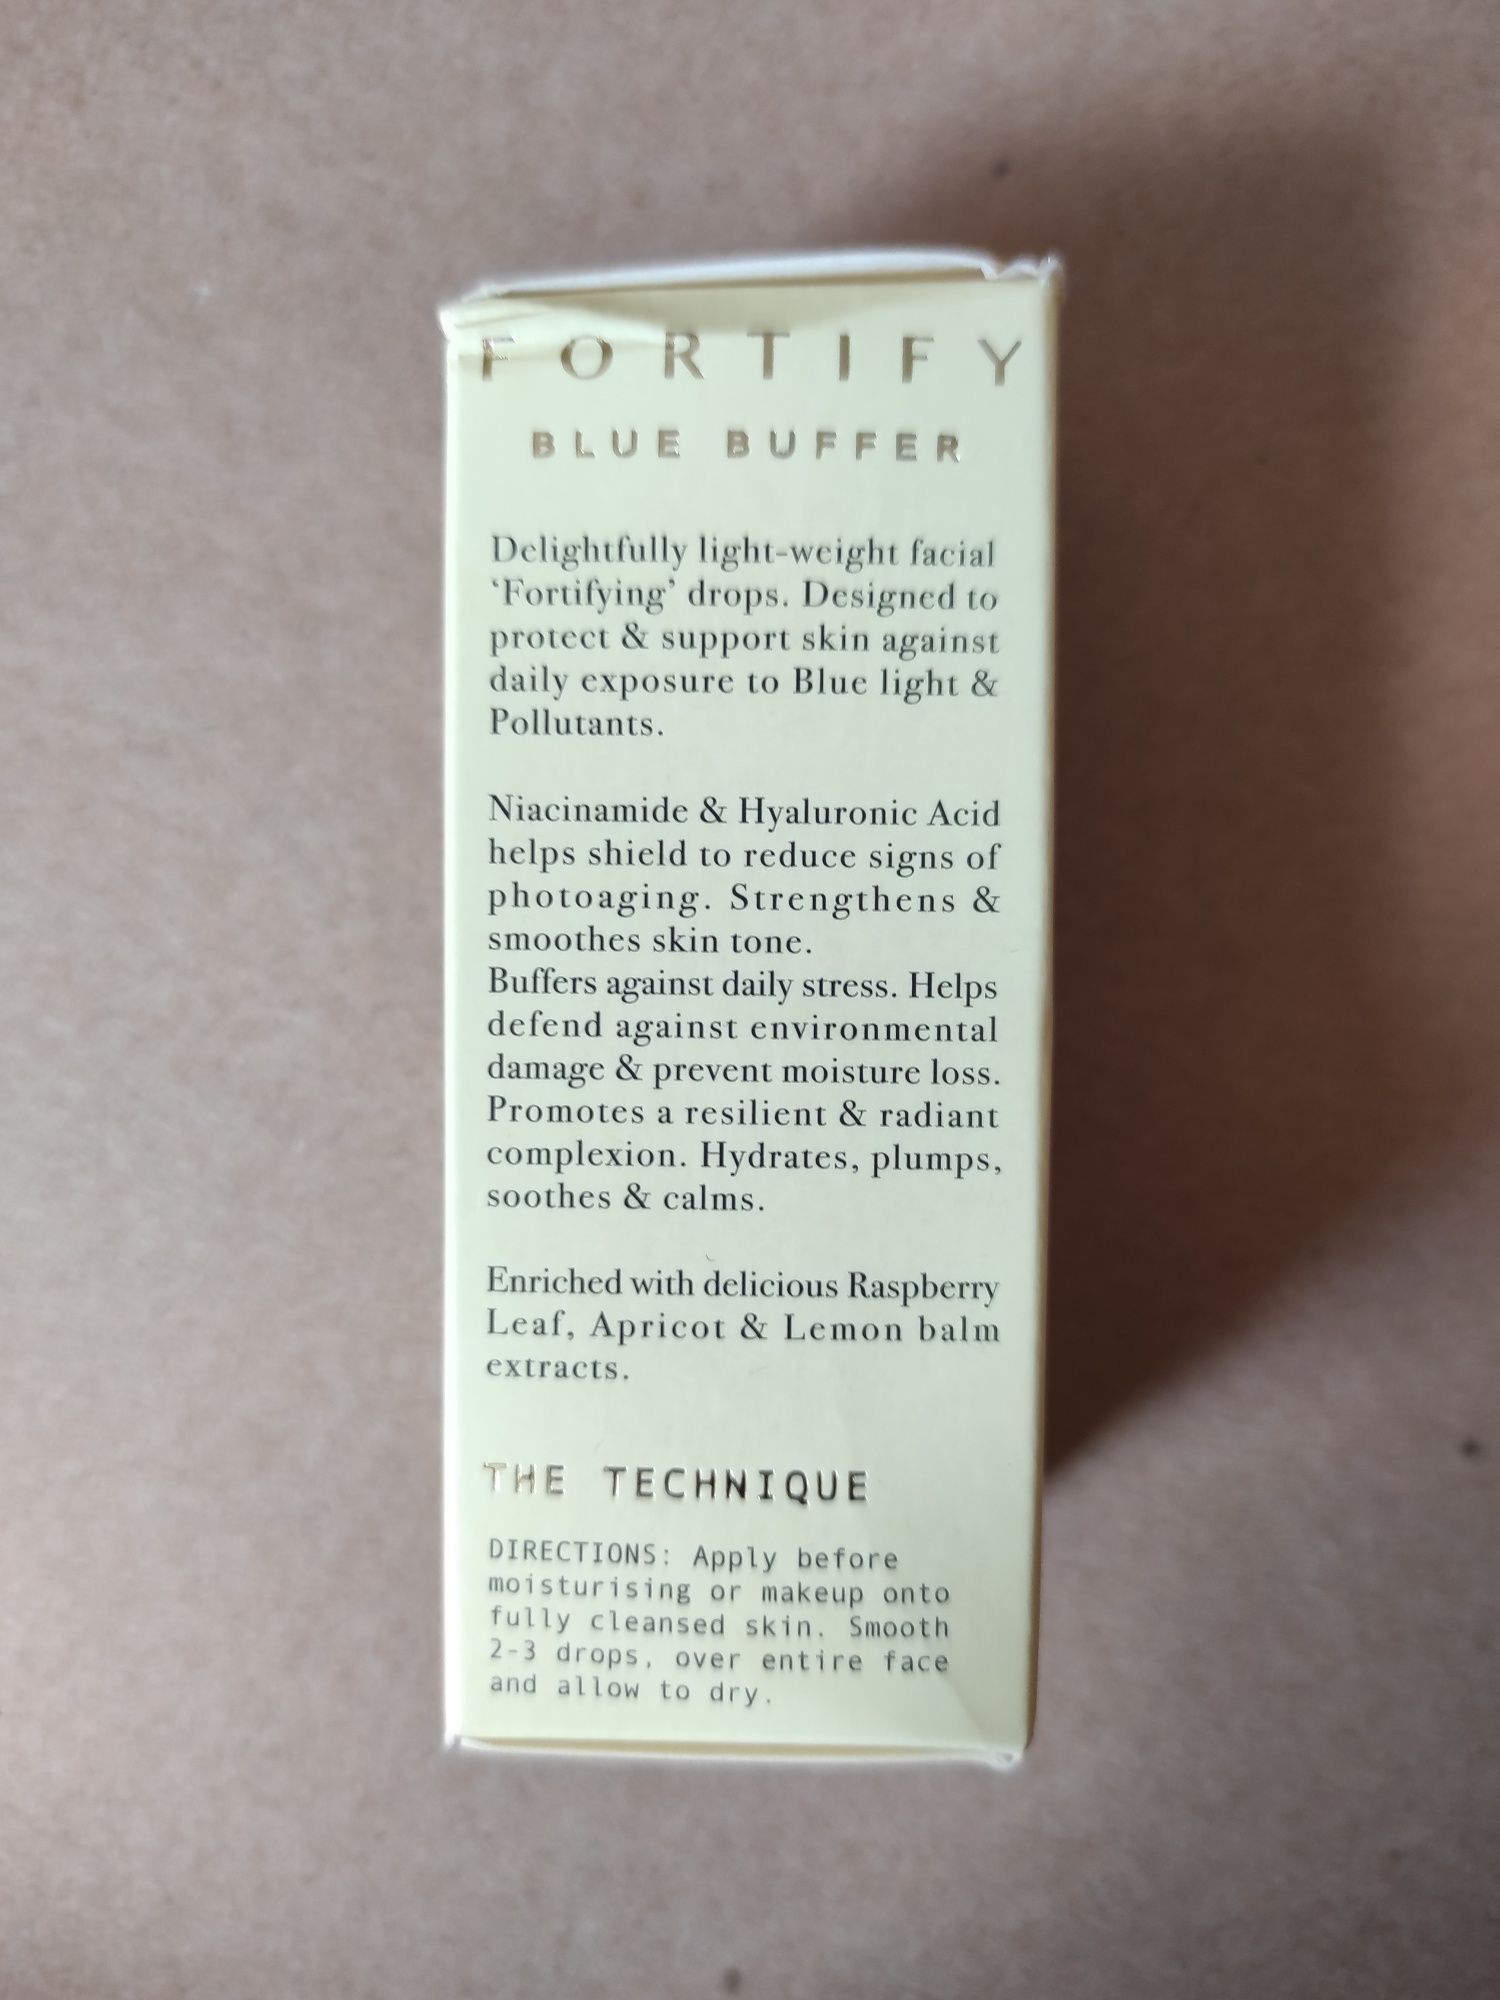 FORTIFY
BLUE BUFFER
Delightfully light-weight facial
‘Fortifying’ drops. Designed to
protect & support skin against
daily exposure to Blue light &
Pollutants.
Niacinamide & Hyaluronic Acid
helps shield to reduce signs of
photoaging. Strengthens &
smoothes skin tone.
Buffers against daily stress. Helps
defend against environmental
damage & prevent moisture loss.
Promotes a resilient & radiant
complexion. Hydrates, plumps,
soothes & calms.
Enriched with delicious Raspberry
Leaf, Apricot & Lemon balm
extracts.
THE TECHNIQUE
DIRECTIONS: Apply before
moisturising or makeup onto
fully cleansed skin. Smooth
2-3 drops, over entire face
and allow to dry.